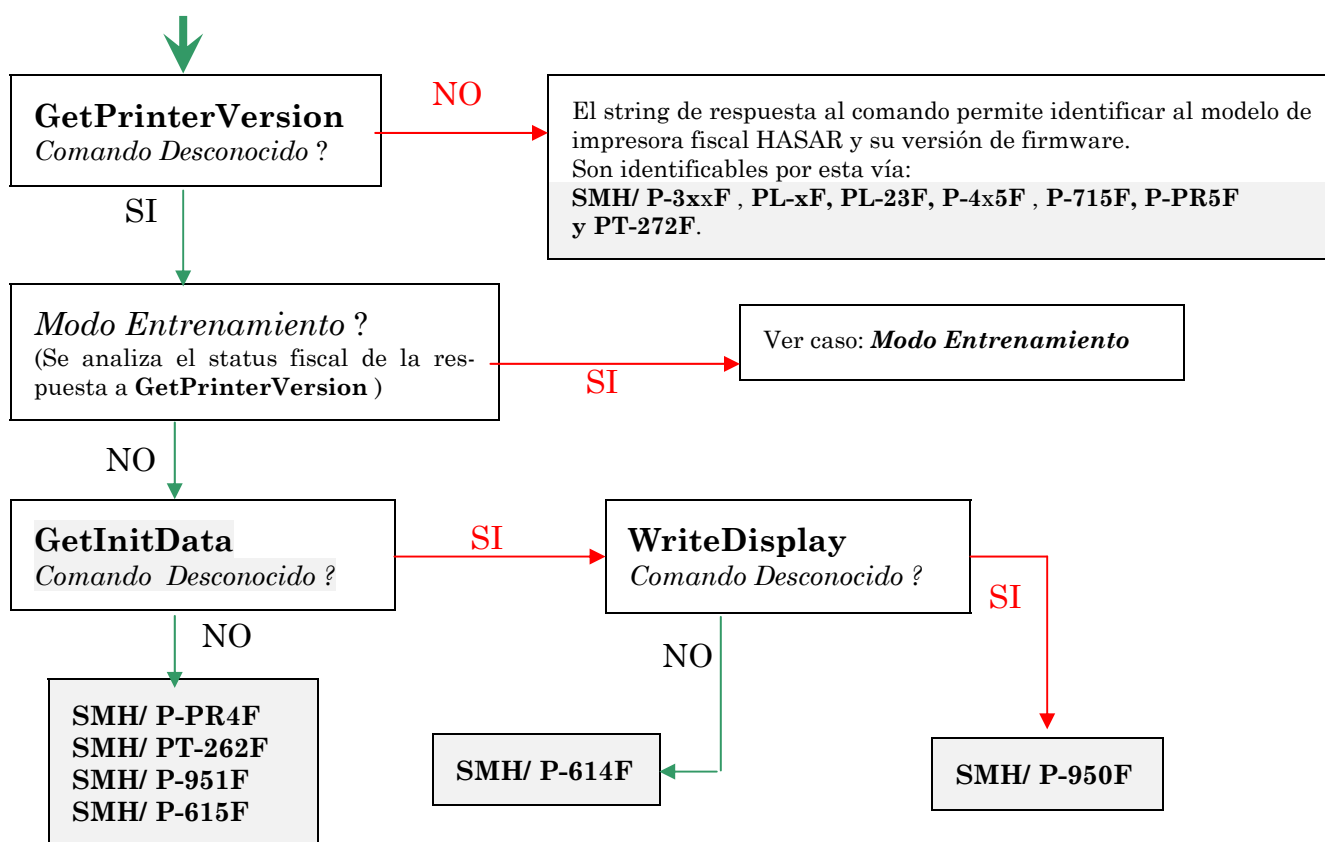 GetPrinterVersion
Comando Desconocido ?
NO
El string de respuesta al comando permite identificar al modelo de
impresora fiscal HASAR y su versión de firmware.
Son identificables por esta vía:
SMH/ P-3xxF , PL-xF, PL-23F, P-4x5F , P-715F, P-PR5F
y PT-272F.
SI
Modo Entrenamiento ?
(Se analiza el status fiscal de la res-
puesta a GetPrinterVersion )
SI
Ver caso: Modo Entrenamiento
NO
GetInitData
Comando Desconocido ?
SI
WriteDisplay
Comando Desconocido ?
SI
NO
NO
SMH/ P-PR4F
SMH/ PT-262F
SMH/ P-951F
SMH/ P-615F
SMH/ P-614F
SMH/ P-950F